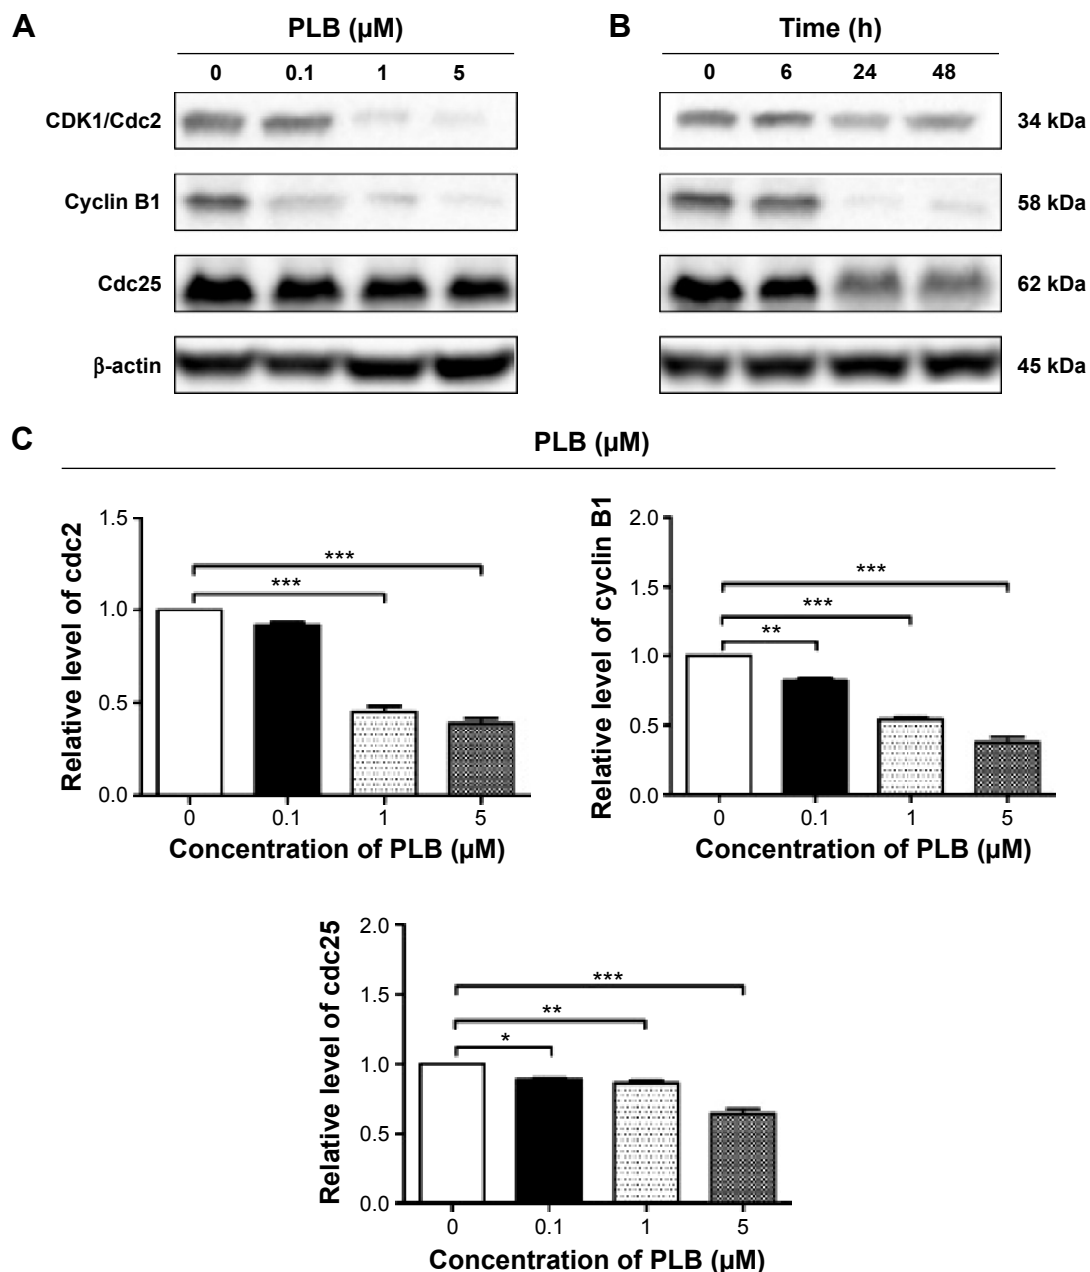 A
PLB (µM)
0 0.1 1 5
B
Time (h)
0 6 24 48
CDK1/Cdc2
34 kDa
Cyclin B1
58 kDa
Cdc25
62 kDa
β-actin
45 kDa
C
PLB (µM)
Relative level of cdc2
1.5
1.0
0.5
0.0
***
***
0 0.1 1 5
Concentration of PLB (µM)
Relative level of cyclin B1
2.0
1.5
1.0
0.5
0.0
***
***
**
0 0.1 1 5
Concentration of PLB (µM)
Relative level of cdc25
2.0
1.5
1.0
0.5
0.0
***
**
*
0 0.1 1 5
Concentration of PLB (µM)